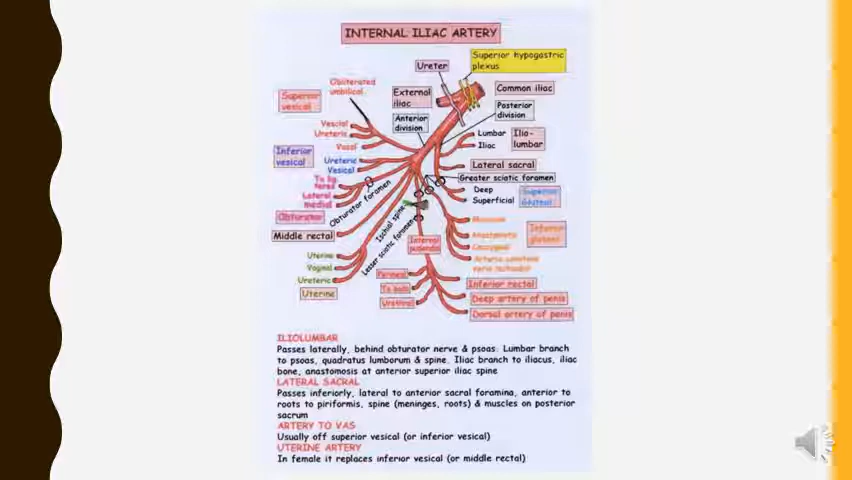 INTERNAL ILIAC ARTERY
Superior hypogastric
plexus
Ureter
Obliterated
umbilical
External
iliac
Common iliac
Superior
vesical
Posterior
division
Anterior
division
Vesical
Ureteric
Vasal
Lumbar
Iliac
Ilio-
lumbar
Inferior
vesical
Ureteric
Vesical
Lateral sacral
Greater sciatic foramen
To lig.
teres
Lateral
medial
Obturator foramen
Deep
Superficial
Superior
Gluteal
Obturator
Ischial spine
Lesser sciatic foramen
Middle rectal
Muscular
Anastomotic
Coccygeal
Inferior
gluteal
Internal
pudendal
Uterine
Vaginal
Ureteric
Uterine
Perineal
To bulb
Urethral
Inferior rectal
Deep artery of penis
Dorsal artery of penis
ILIOLUMBAR
Passes laterally, behind obturator nerve & psoas. Lumbar branch
to psoas, quadratus lumborum & spine. Iliac branch to iliacus, iliac
bone, anastomosis at anterior superior iliac spine
LATERAL SACRAL
Passes inferiorly, lateral to anterior sacral foramina, anterior to
roots to piriformis, spine (meninges, roots) & muscles on posterior
sacrum
ARTERY TO VAS
Usually off superior vesical (or inferior vesical)
UTERINE ARTERY
In female it replaces inferior vesical (or middle rectal)